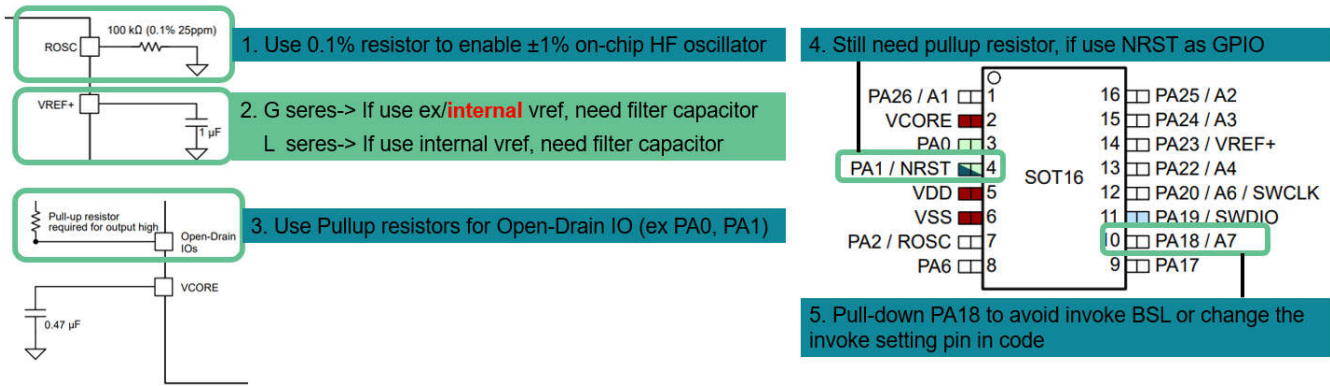 100 kΩ (0.1% 25ppm)
ROSC
1. Use 0.1% resistor to enable ±1% on-chip HF oscillator
VREF+
1 µF
2. G seres-> If use ex/internal vref, need filter capacitor
L seres-> If use internal vref, need filter capacitor
Pull-up resistor
required for output high
Open-Drain
IOs
3. Use Pullup resistors for Open-Drain IO (ex PA0, PA1)
VCORE
0.47 µF
4. Still need pullup resistor, if use NRST as GPIO
PA26 / A1 1
VCORE 2
PA0 3
PA1 / NRST 4
VDD 5
VSS 6
PA2 / ROSC 7
PA6 8
SOT16
16 PA25 / A2
15 PA24 / A3
14 PA23 / VREF+
13 PA22 / A4
12 PA20 / A6 / SWCLK
11 PA19 / SWDIO
10 PA18 / A7
9 PA17
5. Pull-down PA18 to avoid invoke BSL or change the
invoke setting pin in code